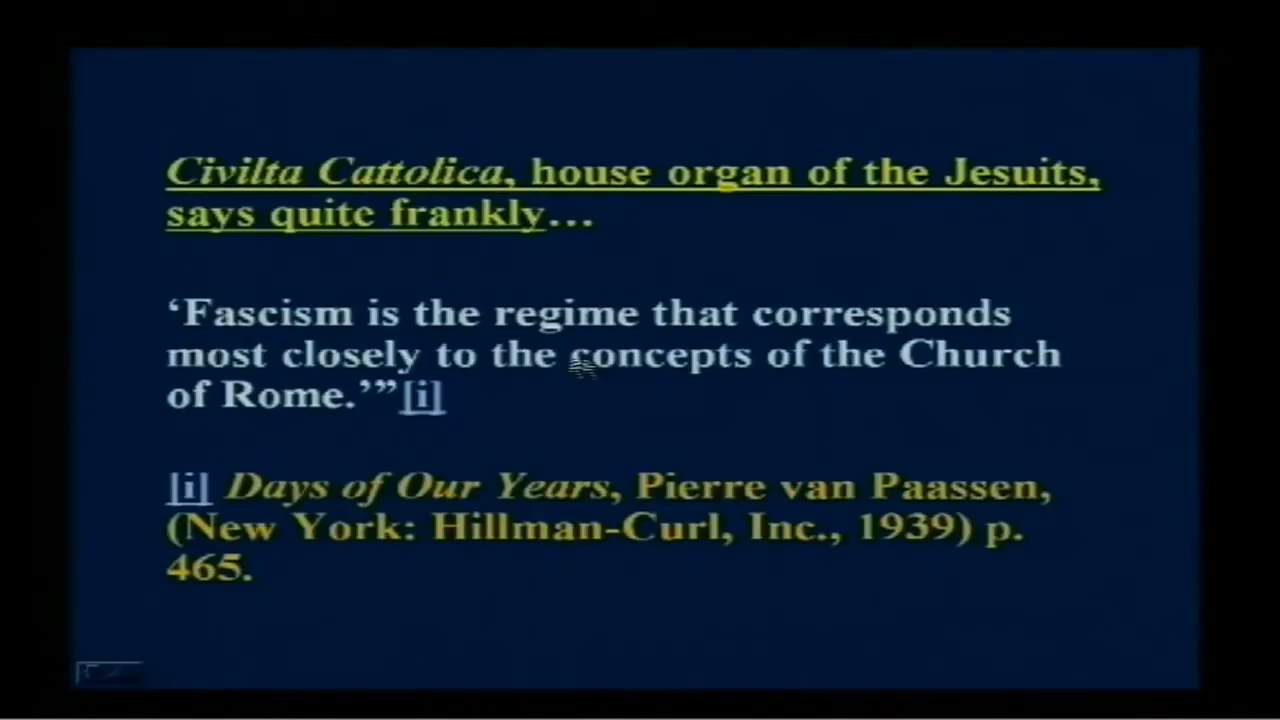 Civilta Cattolica, house organ of the Jesuits,
says quite frankly…
‘Fascism is the regime that corresponds
most closely to the concepts of the Church
of Rome.’”[i]
[i] Days of Our Years, Pierre van Paassen,
(New York: Hillman-Curl, Inc., 1939) p.
465.